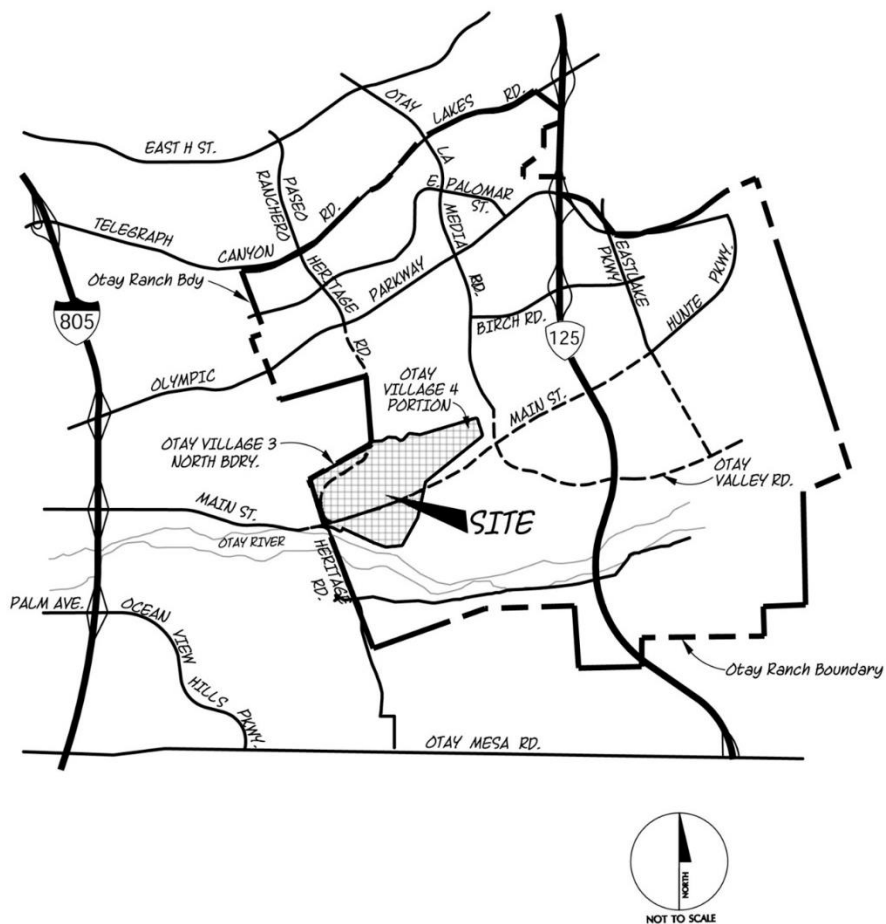 OTAY
LAKES
RD.
EAST H ST.
PASEO
RANCHERO
LA
MEDIA
RD.
E. PALOMAR
ST.
TELEGRAPH
CANYON
RD.
Otay Ranch Bdy
HERITAGE
RD.
PARKWAY
OLYMPIC
EASTLAKE
PKWY
HUNTE
PKWY.
BIRCH RD.
805
125
OTAY
VILLAGE 4
PORTION
MAIN ST.
OTAY VILLAGE 3
NORTH BDRY.
OTAY
VALLEY RD.
MAIN ST.
SITE
OTAY RIVER
HERITAGE
RD.
PALM AVE.
OCEAN
VIEW
HILLS
PKWY.
Otay Ranch Boundary
OTAY MESA RD.
NORTH
NOT TO SCALE